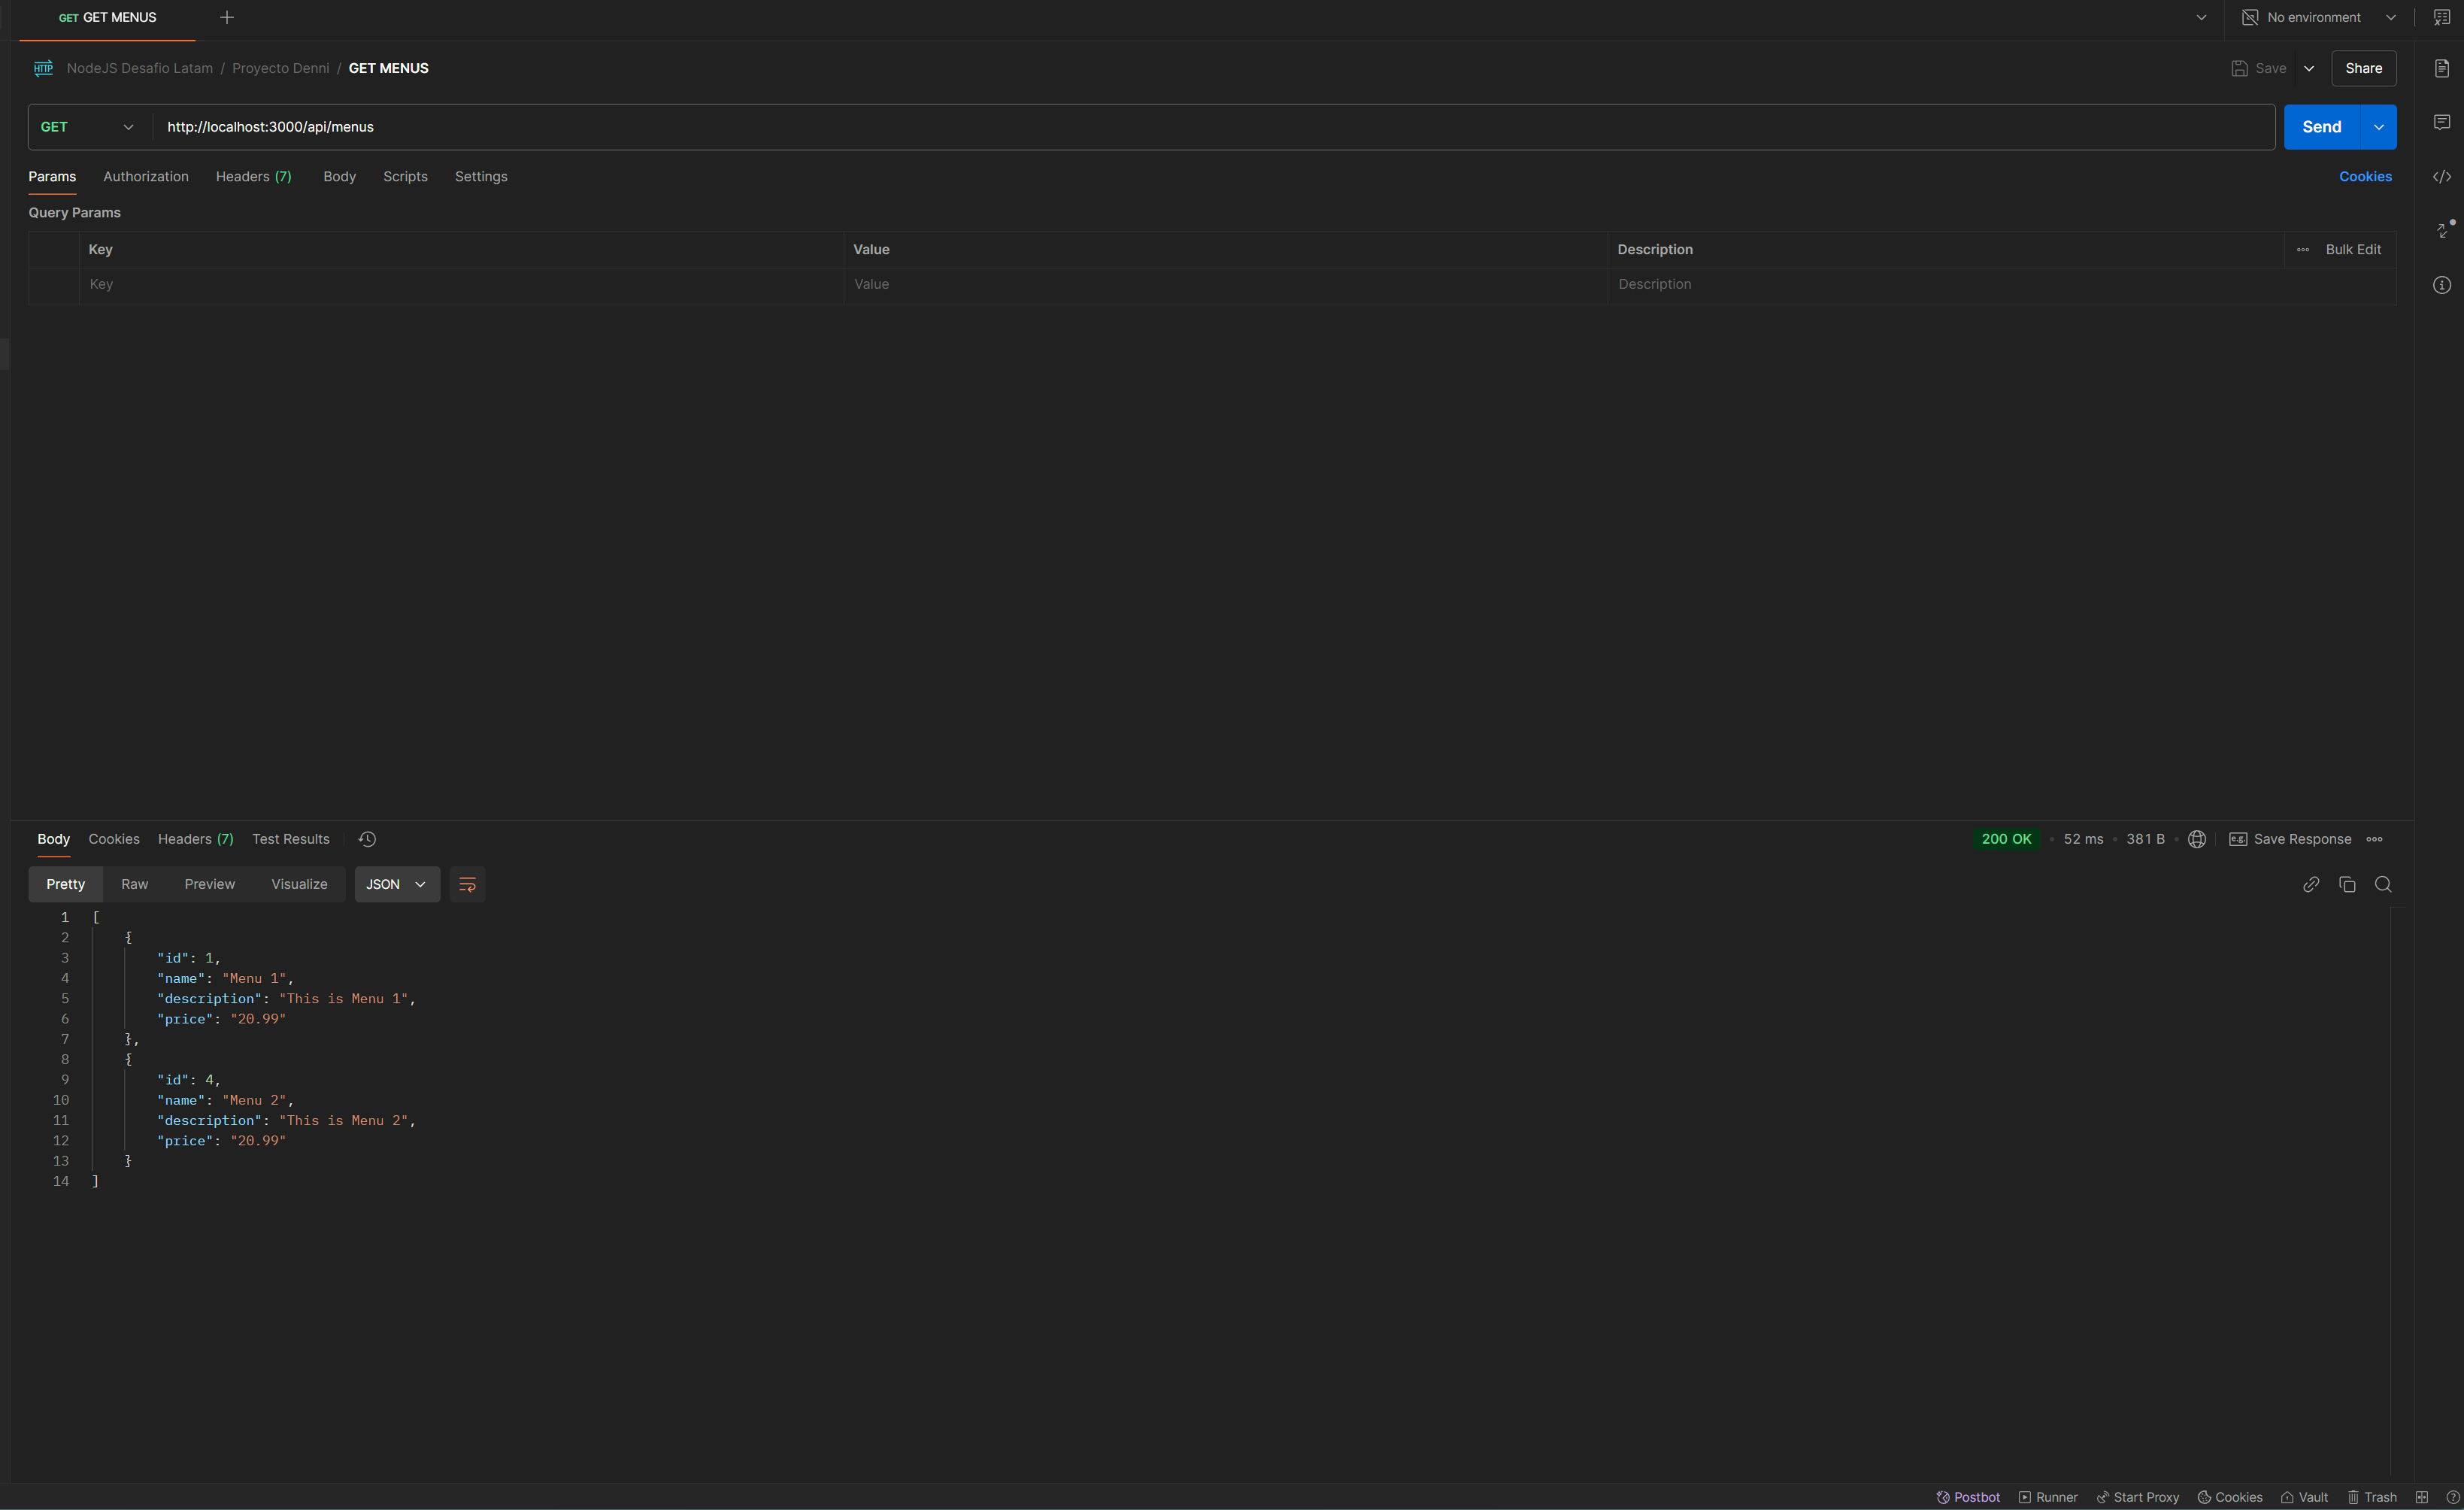 GET GET MENUS
No environment
HTTP NodeJS Desafio Latam / Proyecto Denni / GET MENUS
Save Share
GET http://localhost:3000/api/menus Send
Params Authorization Headers (7) Body Scripts Settings Cookies
Query Params
Key Value Description Bulk Edit
Key Value Description
Body Cookies Headers (7) Test Results 200 OK 52 ms 381 B e.g. Save Response
Pretty Raw Preview Visualize JSON
1 [
2 {
3 "id": 1,
4 "name": "Menu 1",
5 "description": "This is Menu 1",
6 "price": "20.99"
7 },
8 {
9 "id": 4,
10 "name": "Menu 2",
11 "description": "This is Menu 2",
12 "price": "20.99"
13 }
14 ]
Postbot Runner Start Proxy Cookies Vault Trash